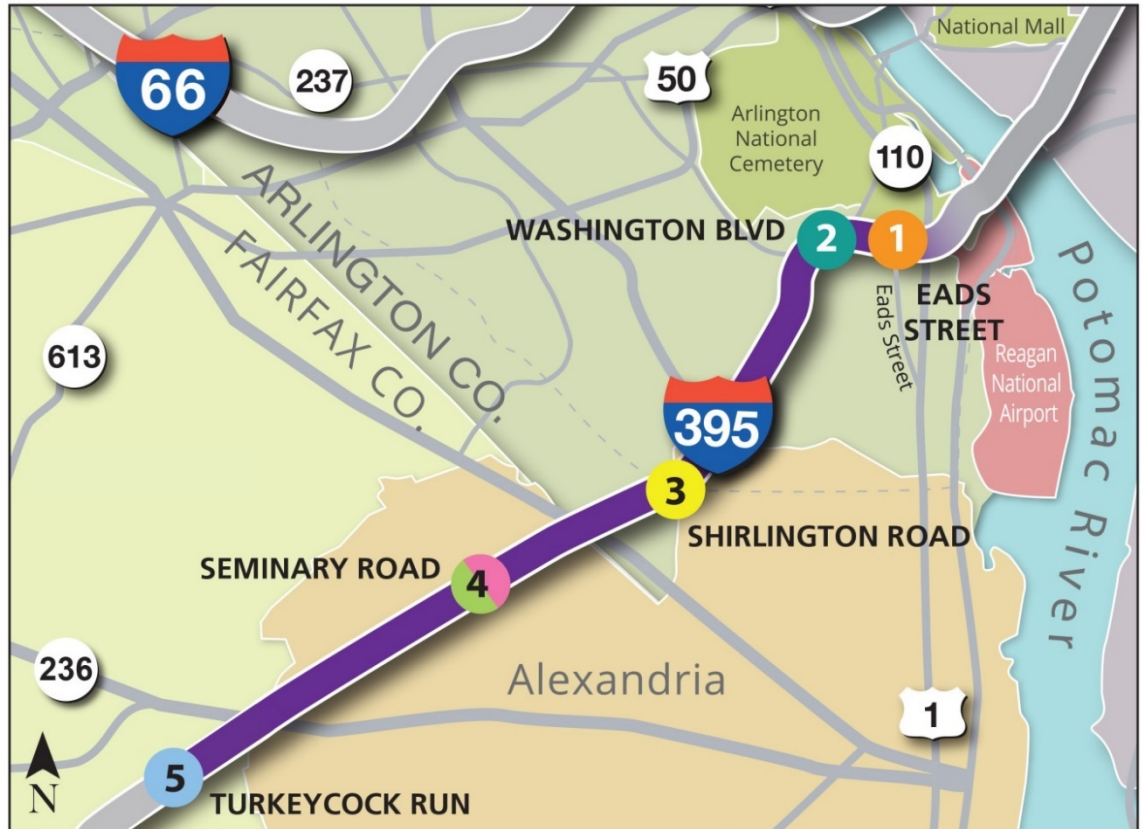 National Mall
66
237
50
Arlington
National
Cemetery
110
ARLINGTON CO.
FAIRFAX CO.
WASHINGTON BLVD
2
1
EADS
STREET
Eads Street
Potomac River
613
Reagan
National
Airport
395
3
SHIRLINGTON ROAD
SEMINARY ROAD
4
236
Alexandria
1
5
TURKEYCOCK RUN
N